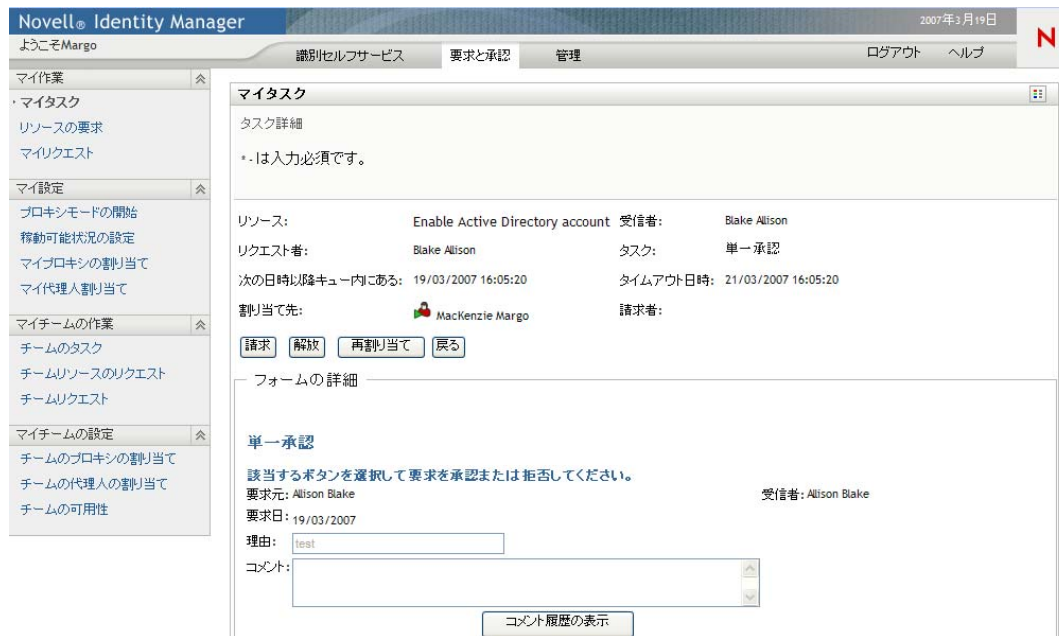 Novell® Identity Manager
2007年3月19日
ようこそMargo
識別セルフサービス
要求と承認
管理
ログアウト
ヘルプ
N
マイ作業
・マイタスク
リソースの要求
マイリクエスト
マイ設定
プロキシモードの開始
稼動可能状況の設定
マイプロキシの割り当て
マイ代理人割り当て
マイチームの作業
チームのタスク
チームリソースのリクエスト
チームリクエスト
マイチームの設定
チームのプロキシの割り当て
チームの代理人の割り当て
チームの可用性
マイタスク
タスク詳細
*-は入力必須です。
リソース: Enable Active Directory account 受信者: Blake Allison
リクエスト者: Blake Allison タスク: 単一承認
次の日時以降キュー内にある: 19/03/2007 16:05:20 タイムアウト日時: 21/03/2007 16:05:20
割り当て先: MacKenzie Margo 請求者:
請求 解放 再割り当て 戻る
フォームの詳細
単一承認
該当するボタンを選択して要求を承認または拒否してください。
要求元: Allison Blake 受信者: Allison Blake
要求日: 19/03/2007
理由: test
コメント:
コメント履歴の表示